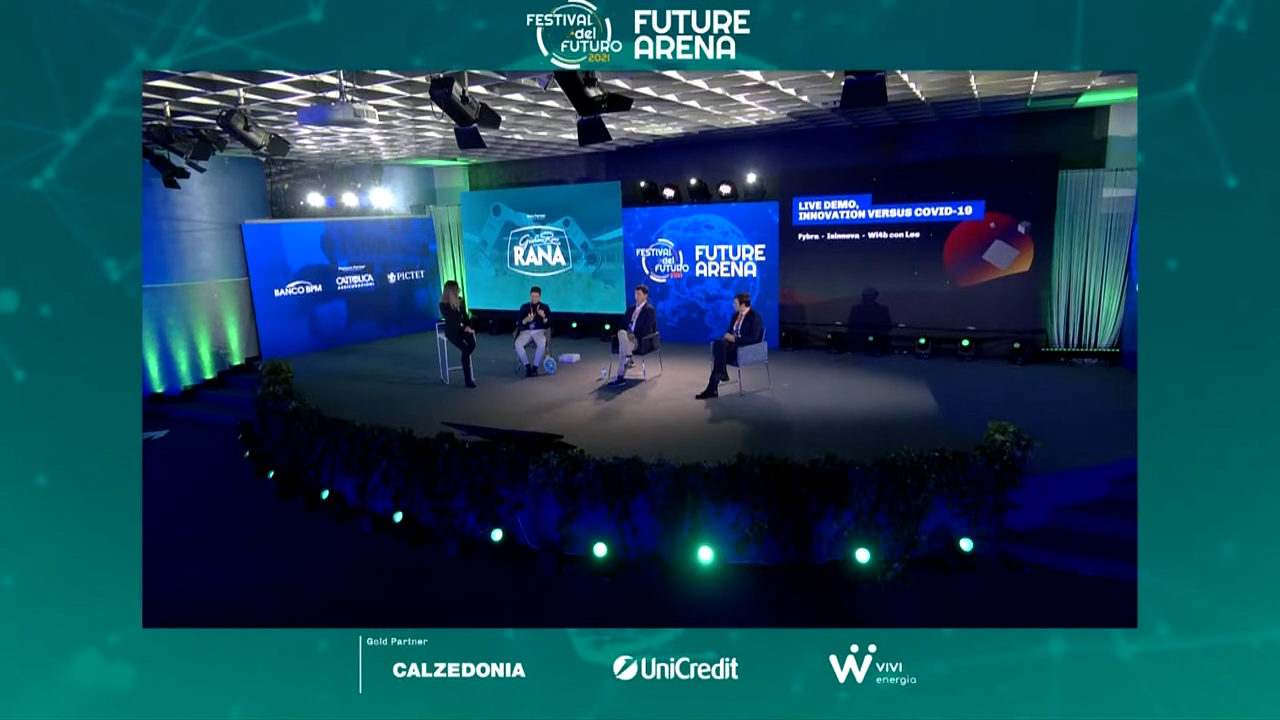 FESTIVAL
del
FUTURO
2021
FUTURE
ARENA
LIVE DEMO,
INNOVATION VERSUS COVID-19
Fybra - Isinnova - Wi4b con Leo
RANA
FESTIVAL
del
FUTURO
2021
FUTURE
ARENA
BANCO BPM
CATTOLICA
ASSICURAZIONI
PICTET
Gold Partner
CALZEDONIA
UniCredit
VIVI
energia